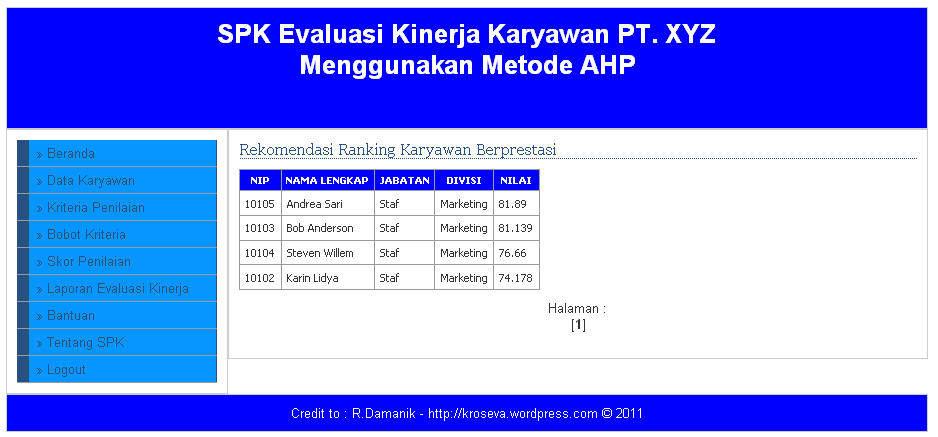 SPK Evaluasi Kinerja Karyawan PT. XYZ
Menggunakan Metode AHP
» Beranda
» Data Karyawan
» Kriteria Penilaian
» Bobot Kriteria
» Skor Penilaian
» Laporan Evaluasi Kinerja
» Bantuan
» Tentang SPK
» Logout
Rekomendasi Ranking Karyawan Berprestasi
NIP NAMA LENGKAP JABATAN DIVISI NILAI
10105 Andrea Sari Staf Marketing 81.89
10103 Bob Anderson Staf Marketing 81.139
10104 Steven Willem Staf Marketing 76.66
10102 Karin Lidya Staf Marketing 74.178
Halaman :
[1]
Credit to : R.Damanik - http://kroseva.wordpress.com © 2011